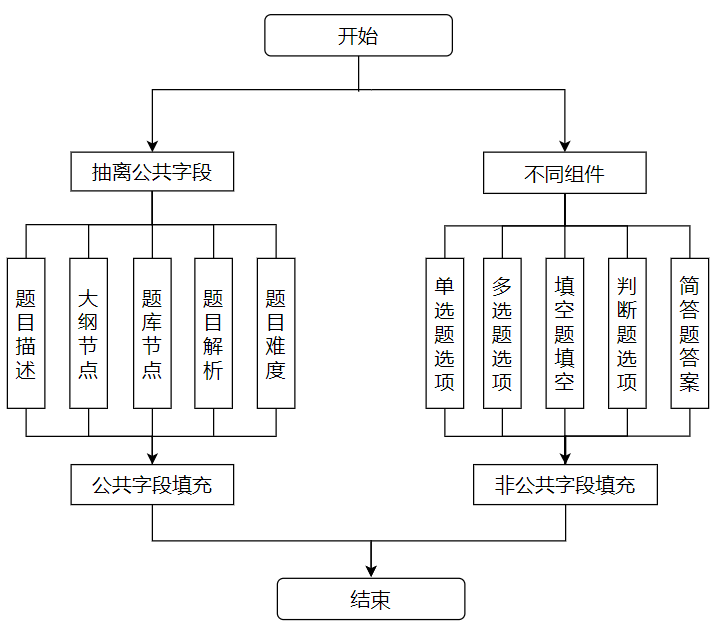 开始
抽离公共字段
不同组件
题目描述
大纲节点
题库节点
题目解析
题目难度
单选题选项
多选题选项
填空题填空
判断题选项
简答题答案
公共字段填充
非公共字段填充
结束